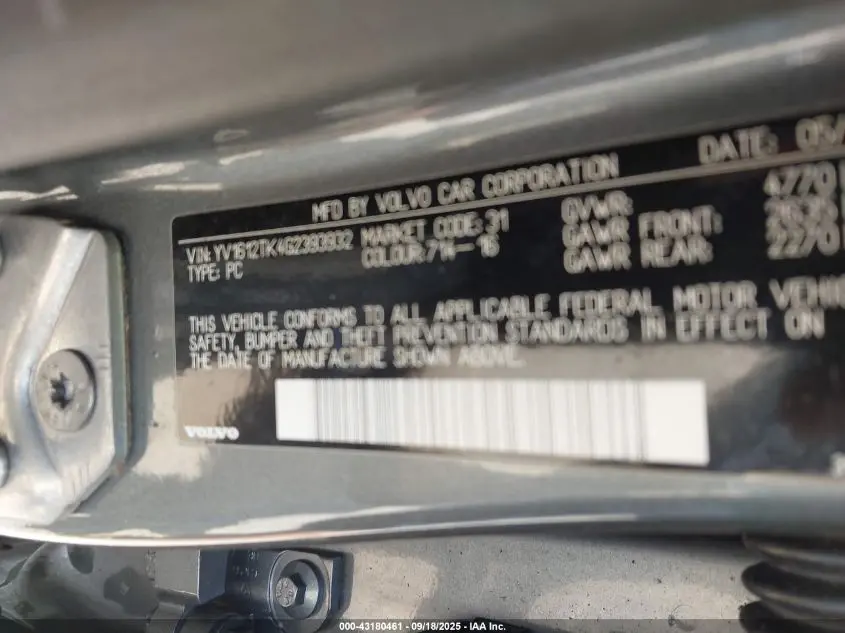 DATE: 05/
MFD BY VOLVO CAR CORPORATION
VIN: YV1612TK4G2393932 MARKET CODE: 31 GVWR: 4770
TYPE: PC COLOUR: 714-16 GAWR FRONT: 2635
GAWR REAR: 2270
THIS VEHICLE CONFORMS TO ALL APPLICABLE FEDERAL MOTOR VEHIC
SAFETY, BUMPER AND THEFT PREVENTION STANDARDS IN EFFECT ON
THE DATE OF MANUFACTURE SHOWN ABOVE.
VOLVO
000-43180461 - 09/18/2025 - IAA Inc.